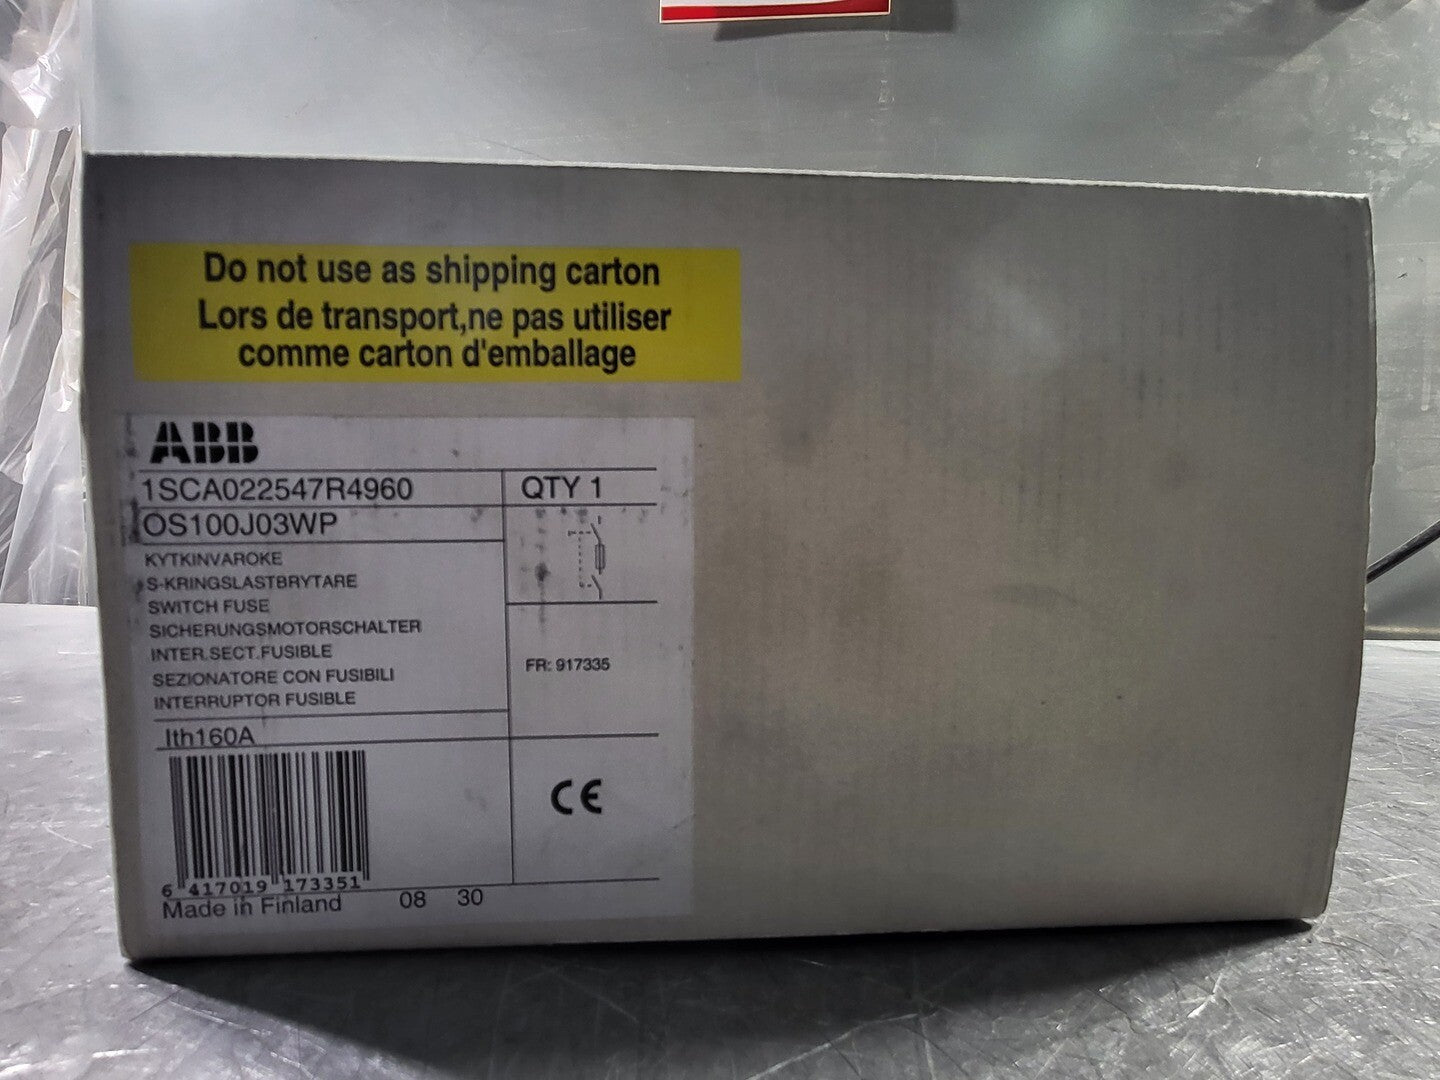 Do not use as shipping carton
Lors de transport,ne pas utiliser
comme carton d'emballage
ABB
1SCA022547R4960
QTY 1
OS100J03WP
KYTKINVAROKE
S-KRINGSLASTBRYTARE
SWITCH FUSE
SICHERUNGSMOTORSCHALTER
INTER.SECT.FUSIBLE
SEZIONATORE CON FUSIBILI
INTERRUPTOR FUSIBLE
FR: 917335
Ith160A
CE
6 417019 173351
Made in Finland 08 30